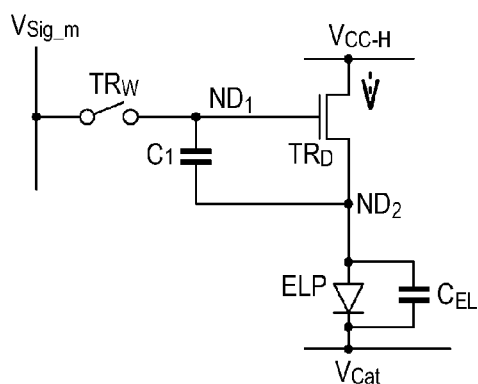 V_Sig_m
V_CC-H
TR_W
ND_1
C_1
TR_D
ND_2
ELP
C_EL
V_Cat